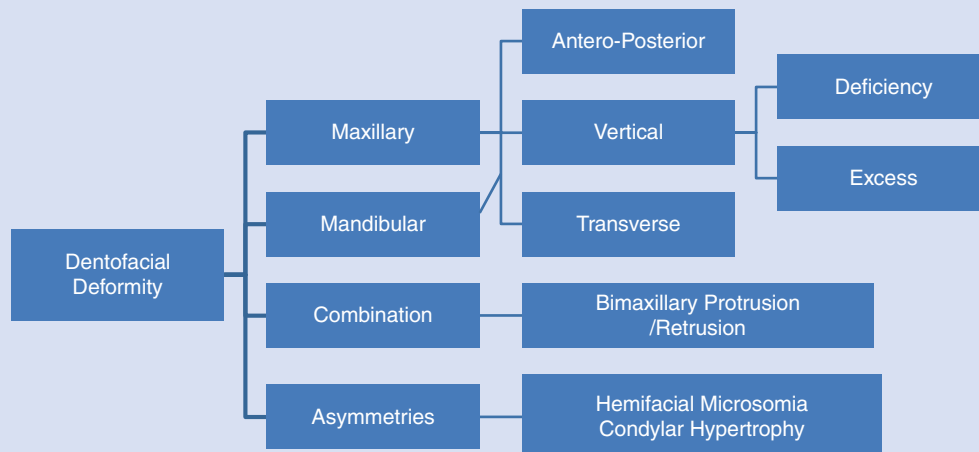 Dentofacial
Deformity
Maxillary
Mandibular
Combination
Asymmetries
Antero-Posterior
Vertical
Transverse
Bimaxillary Protrusion
/Retrusion
Hemifacial Microsomia
Condylar Hypertrophy
Deficiency
Excess